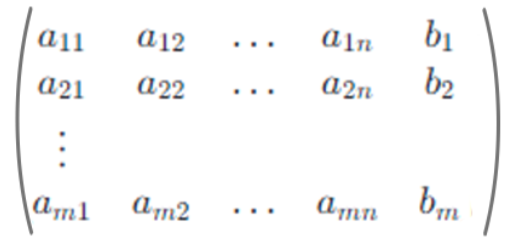 a₁₁ a₁₂ … a₁ₙ b₁
a₂₁ a₂₂ … a₂ₙ b₂
⋮
aₘ₁ aₘ₂ … aₘₙ bₘ